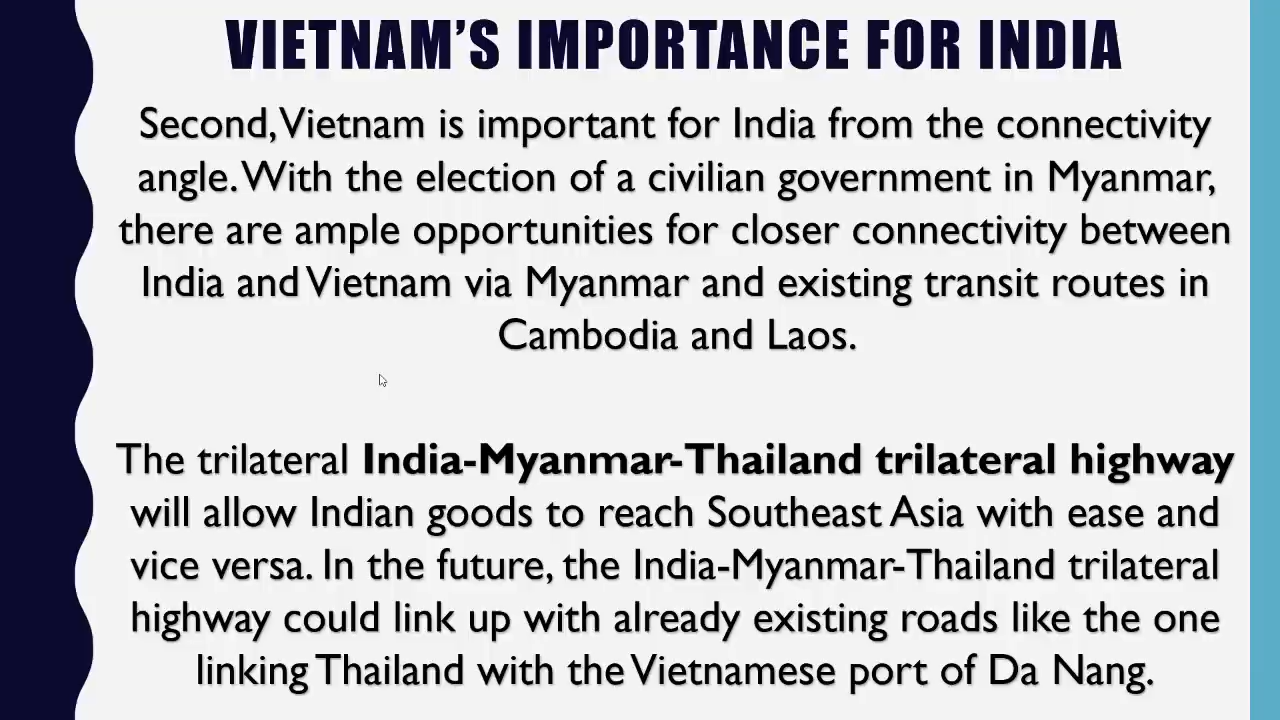 VIETNAM'S IMPORTANCE FOR INDIA
Second, Vietnam is important for India from the connectivity
angle. With the election of a civilian government in Myanmar,
there are ample opportunities for closer connectivity between
India and Vietnam via Myanmar and existing transit routes in
Cambodia and Laos.
The trilateral India-Myanmar-Thailand trilateral highway
will allow Indian goods to reach Southeast Asia with ease and
vice versa. In the future, the India-Myanmar-Thailand trilateral
highway could link up with already existing roads like the one
linking Thailand with the Vietnamese port of Da Nang.